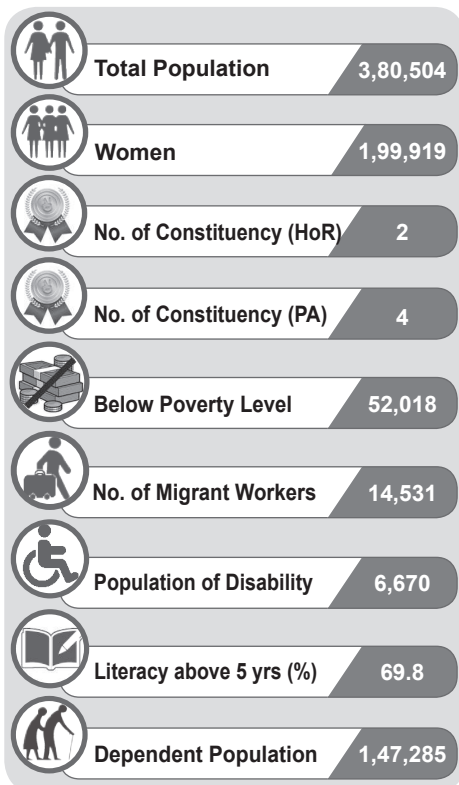 Total Population 3,80,504
Women 1,99,919
No. of Constituency (HoR) 2
No. of Constituency (PA) 4
Below Poverty Level 52,018
No. of Migrant Workers 14,531
Population of Disability 6,670
Literacy above 5 yrs (%) 69.8
Dependent Population 1,47,285